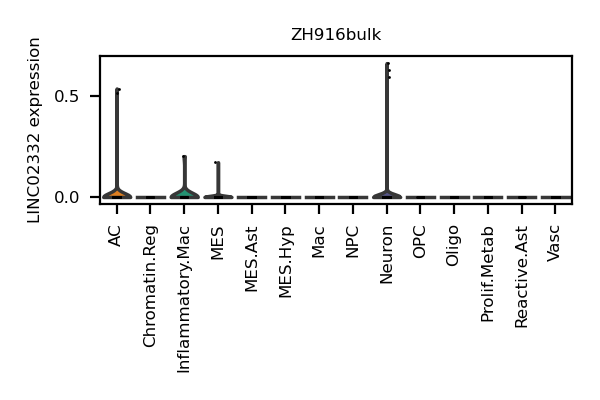 ZH916bulk
LINC02332 expression
0.5
0.0
AC
Chromatin.Reg
Inflammatory.Mac
MES
MES.Ast
MES.Hyp
Mac
NPC
Neuron
OPC
Oligo
Prolif.Metab
Reactive.Ast
Vasc